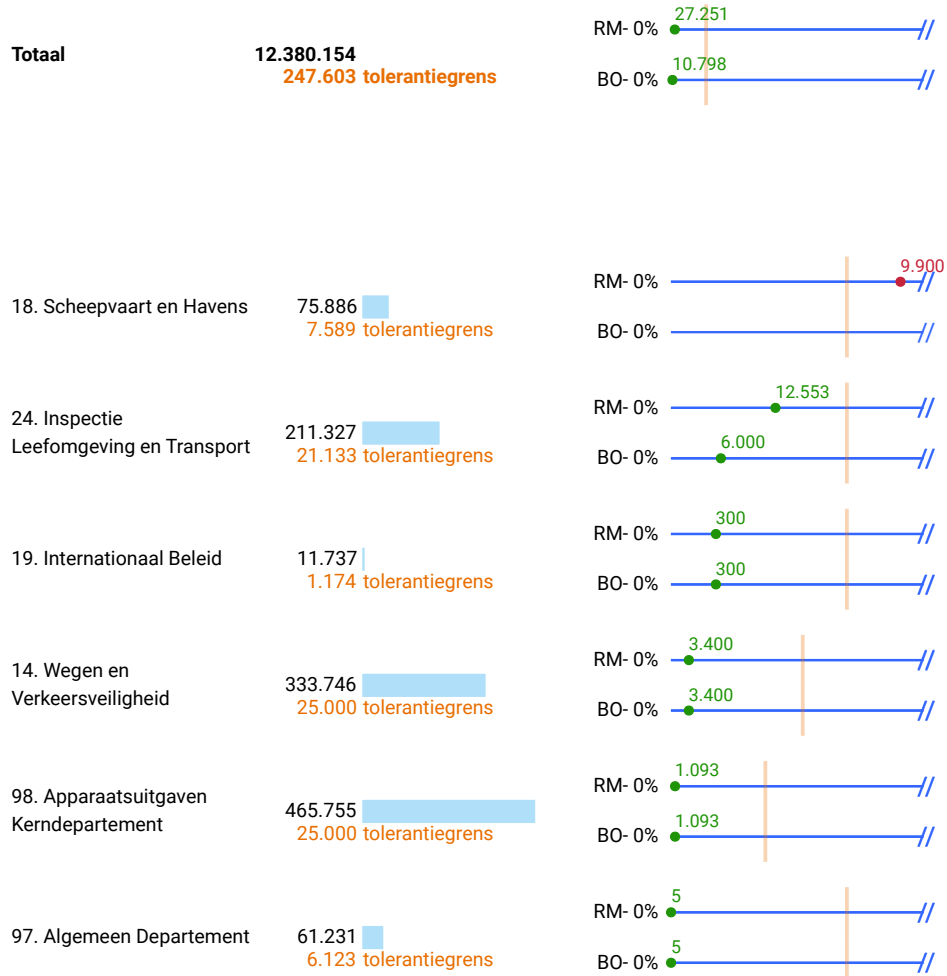 Totaal
12.380.154
247.603 tolerantiegrens
27.251
RM- 0%
10.798
BO- 0%
18. Scheepvaart en Havens
75.886
7.589 tolerantiegrens
9.900
RM- 0%
BO- 0%
24. Inspectie
Leefomgeving en Transport
211.327
21.133 tolerantiegrens
12.553
RM- 0%
6.000
BO- 0%
19. Internationaal Beleid
11.737
1.174 tolerantiegrens
300
RM- 0%
300
BO- 0%
14. Wegen en
Verkeersveiligheid
333.746
25.000 tolerantiegrens
3.400
RM- 0%
3.400
BO- 0%
98. Apparaatsuitgaven
Kerndepartement
465.755
25.000 tolerantiegrens
1.093
RM- 0%
1.093
BO- 0%
97. Algemeen Departement
61.231
6.123 tolerantiegrens
5
RM- 0%
5
BO- 0%